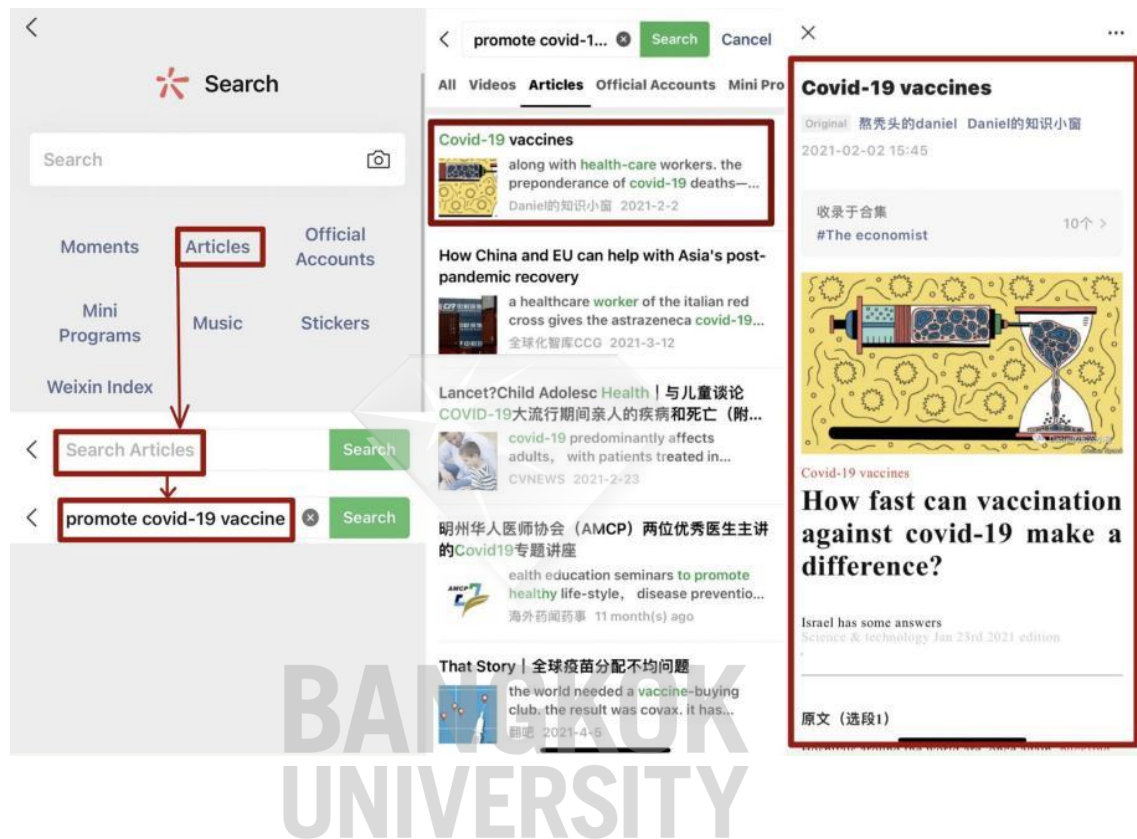 Search
Search
Moments
Articles
Official
Accounts
Mini
Programs
Music
Stickers
Weixin Index
Search Articles
Search
promote covid-19 vaccine
Search
promote covid-1...
Search
Cancel
All Videos Articles Official Accounts Mini Pro
Covid-19 vaccines
along with health-care workers. the
preponderance of covid-19 deaths—...
Daniel的知识小窗 2021-2-2
How China and EU can help with Asia's post-
pandemic recovery
a healthcare worker of the italian red
cross gives the astrazeneca covid-19...
全球化智库CCG 2021-3-12
Lancet?Child Adolesc Health | 与儿童谈论
COVID-19大流行期间亲人的疾病和死亡（附...
covid-19 predominantly affects
adults, with patients treated in...
CVNEWS 2021-2-23
明州华人医师协会（AMCP）两位优秀医生主讲
的Covid19专题讲座
ealth education seminars to promote
healthy life-style, disease preventio...
海外药闻药事 11 month(s) ago
That Story | 全球疫苗分配不均问题
the world needed a vaccine-buying
club. the result was covax. it has...
翻吧 2021-4-5
Covid-19 vaccines
Original 熬秃头的daniel Daniel的知识小窗
2021-02-02 15:45
收录于合集
#The economist
10个
Covid-19 vaccines
How fast can vaccination
against covid-19 make a
difference?
Israel has some answers
Science & technology Jan 23rd 2021 edition
原文（选段1）
BANGKOK
UNIVERSITY